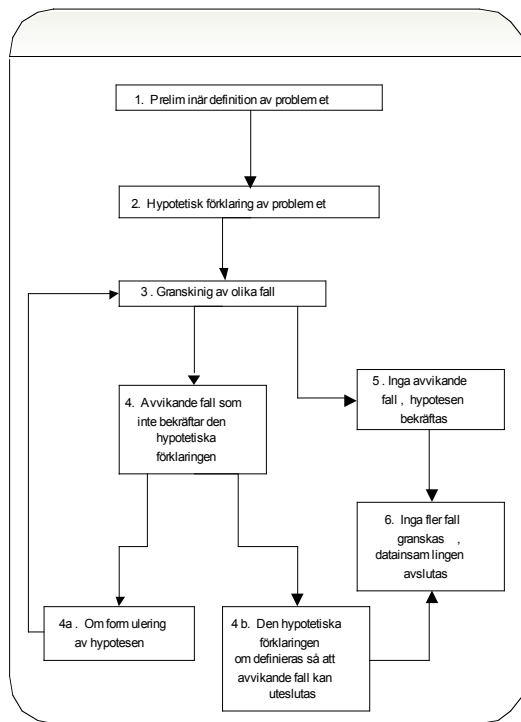 1. Prelim inär definition av problem et
2. Hypotetisk förklaring av problem et
3 . Granskinig av olika fall
4. Avvikande fall som
inte bekräftar den
hypotetiska
förklaringen
5 . Inga avvikande
fall , hypotesen
bekräftas
6. Inga fler fall
granskas ,
datainsam lingen
avslutas
4a . Om form ulering
av hypotesen
4 b. Den hypotetiska
förklaringen
om definieras så att
avvikande fall kan
uteslutas